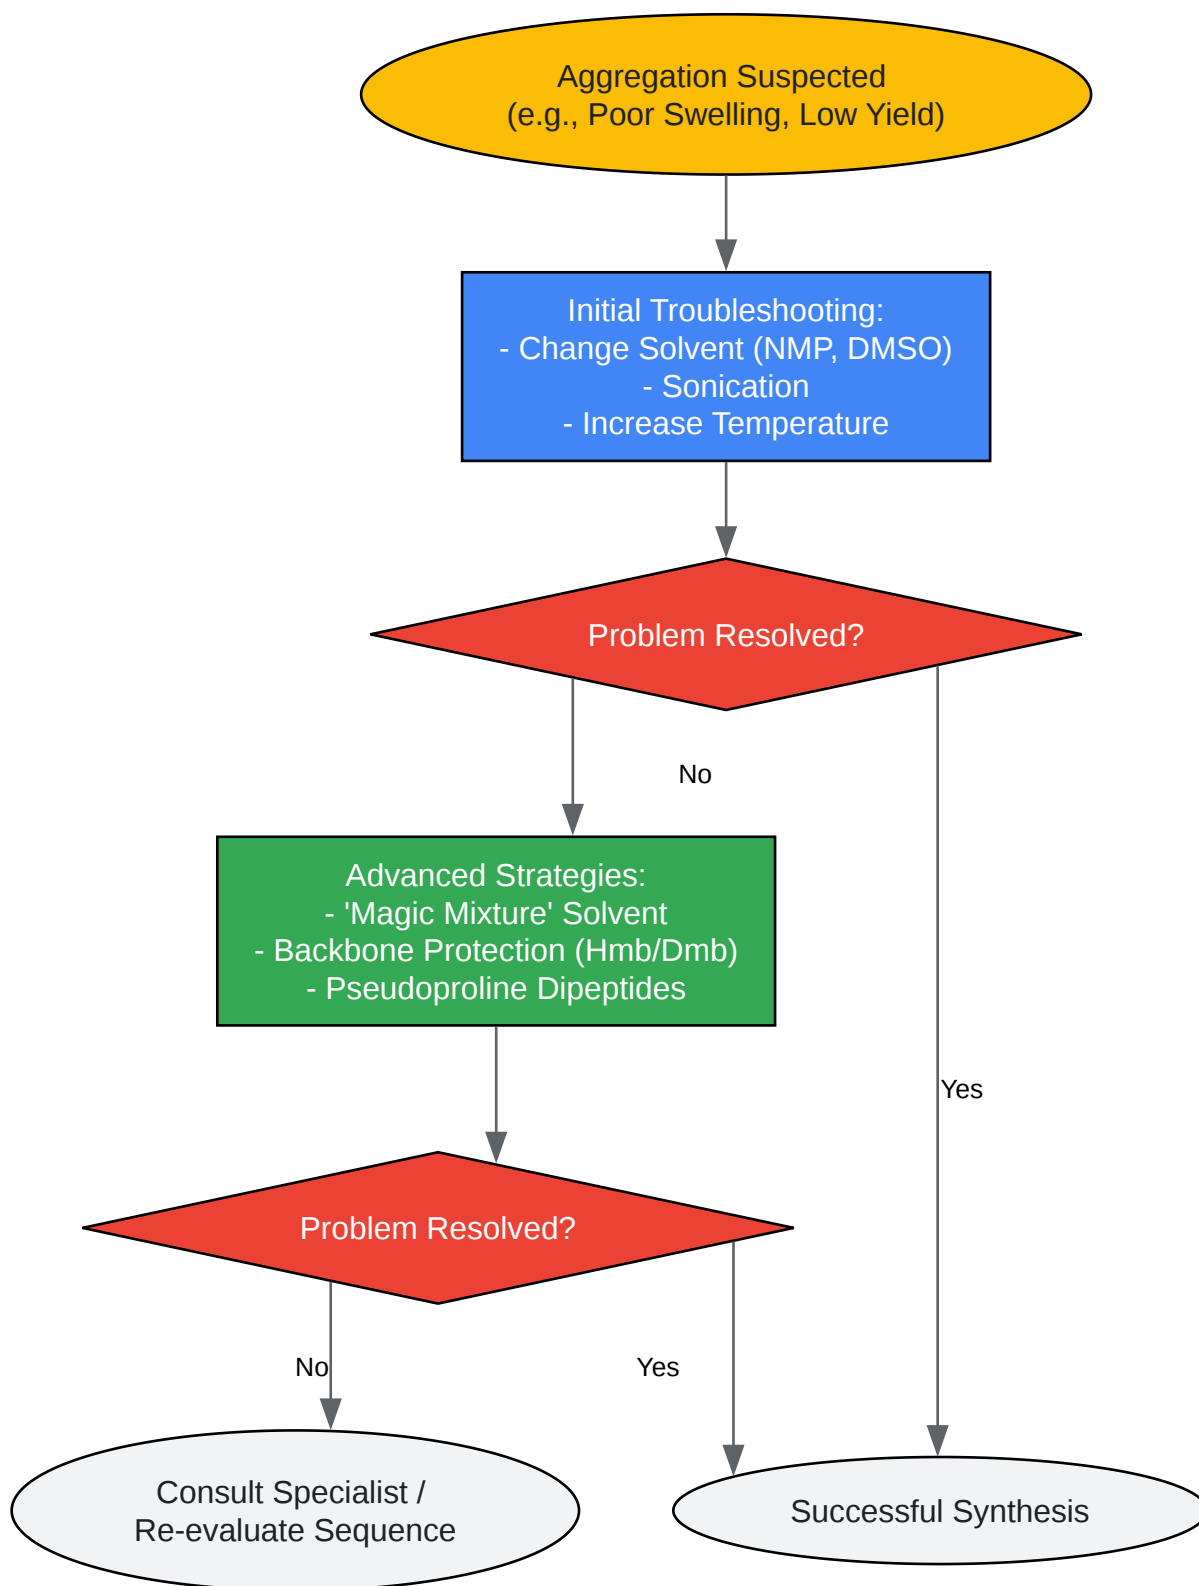 Aggregation Suspected
(e.g., Poor Swelling, Low Yield)
Initial Troubleshooting:
- Change Solvent (NMP, DMSO)
- Sonication
- Increase Temperature
Problem Resolved?
No
Advanced Strategies:
- 'Magic Mixture' Solvent
- Backbone Protection (Hmb/Dmb)
- Pseudoproline Dipeptides
Yes
Problem Resolved?
No
Yes
Consult Specialist /
Re-evaluate Sequence
Successful Synthesis